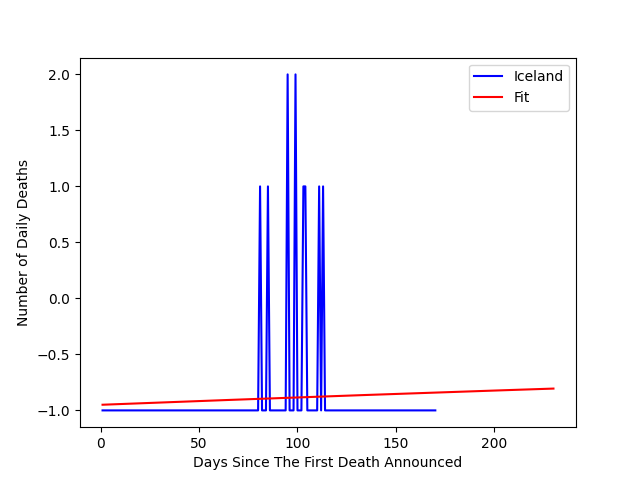 Iceland
Fit
2.0
1.5
1.0
0.5
0.0
−0.5
−1.0
Number of Daily Deaths
0 50 100 150 200
Days Since The First Death Announced